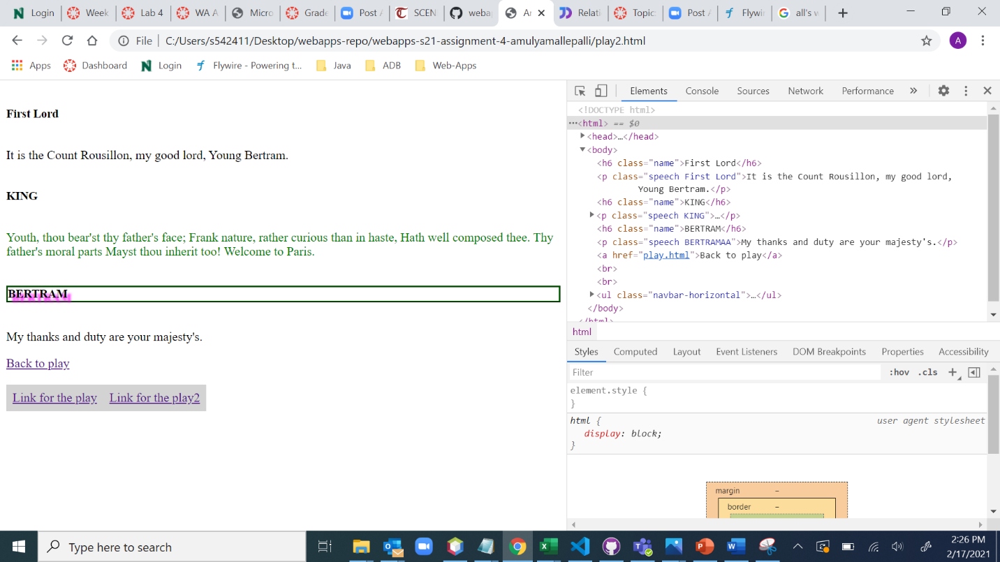 Login
Week
Lab 4
WA A
Micro
Grade
Post A
SCEN
weba
Ar
Relati
Topic:
Post A
Flywir
all's w
File
C:/Users/s542411/Desktop/webapps-repo/webapps-s21-assignment-4-amulyamallepalli/play2.html
A
Apps
Dashboard
Login
Flywire - Powering t...
Java
ADB
Web-Apps
First Lord
It is the Count Rousillon, my good lord, Young Bertram.
KING
Youth, thou bear'st thy father's face; Frank nature, rather curious than in haste, Hath well composed thee. Thy
father's moral parts Mayst thou inherit too! Welcome to Paris.
BERTRAM
My thanks and duty are your majesty's.
Back to play
Link for the play Link for the play2
Elements Console Sources Network Performance »
<!DOCTYPE html>
<html> == $0
<head>…</head>
<body>
<h6 class="name">First Lord</h6>
<p class="speech First Lord">It is the Count Rousillon, my good lord,
Young Bertram.</p>
<h6 class="name">KING</h6>
<p class="speech KING">…</p>
<h6 class="name">BERTRAM</h6>
<p class="speech BERTRAMAA">My thanks and duty are your majesty's.</p>
<a href="play.html">Back to play</a>
<br>
<br>
<ul class="navbar-horizontal">…</ul>
</body>
</html>
html
Styles Computed Layout Event Listeners DOM Breakpoints Properties Accessibility
Filter
:hov .cls +
element.style {
}
html { user agent stylesheet
display: block;
}
margin –
border –
Type here to search
2:26 PM
2/17/2021